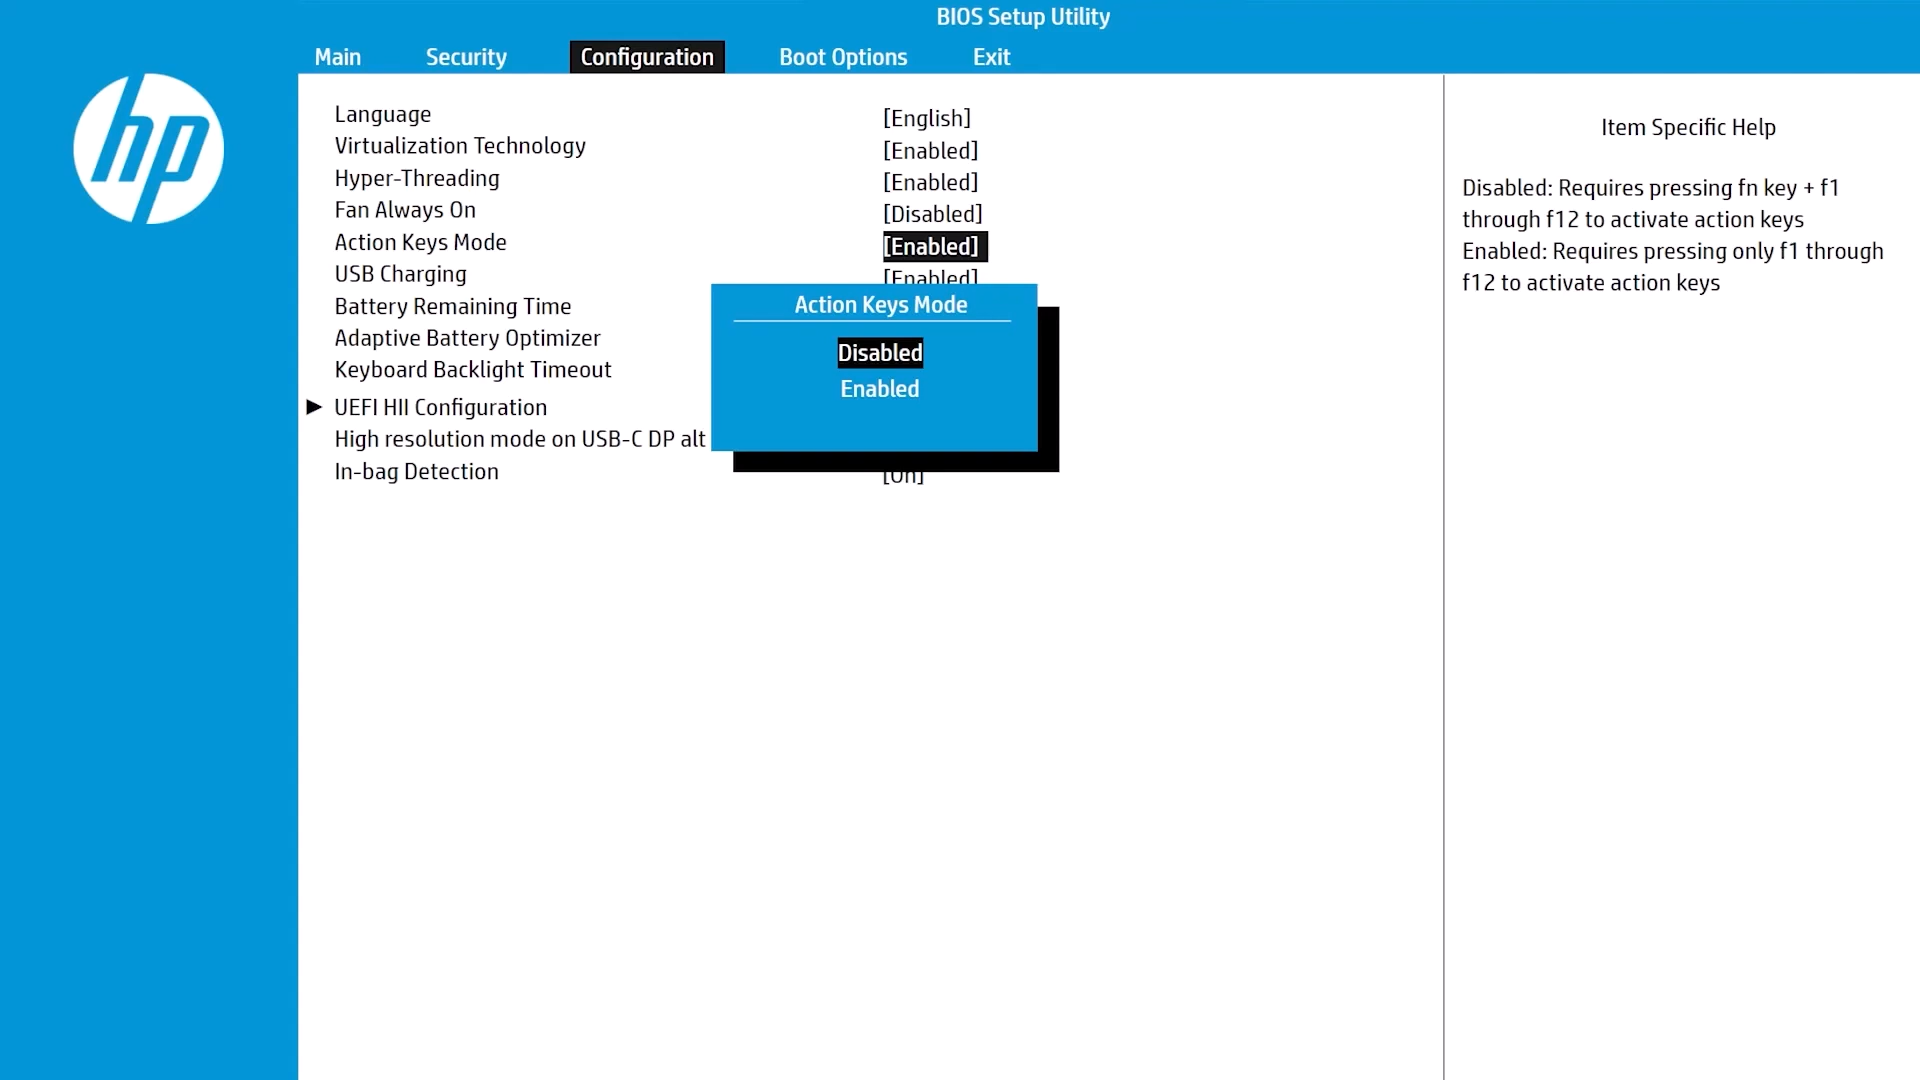 BIOS Setup Utility
Main Security Configuration Boot Options Exit
hp
Language [English]
Virtualization Technology [Enabled]
Hyper-Threading [Enabled]
Fan Always On [Disabled]
Action Keys Mode [Enabled]
USB Charging [Enabled]
Battery Remaining Time
Adaptive Battery Optimizer
Keyboard Backlight Timeout
UEFI HII Configuration
High resolution mode on USB-C DP alt
In-bag Detection [On]
Action Keys Mode
Disabled
Enabled
Item Specific Help
Disabled: Requires pressing fn key + f1
through f12 to activate action keys
Enabled: Requires pressing only f1 through
f12 to activate action keys